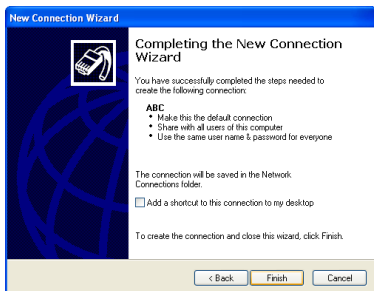 New Connection Wizard
Completing the New Connection
Wizard
You have successfully completed the steps needed to
create the following connection:
ABC
• Make this the default connection
• Share with all users of this computer
• Use the same user name & password for everyone
The connection will be saved in the Network
Connections folder.
Add a shortcut to this connection to my desktop
To create the connection and close this wizard, click Finish.
< Back
Finish
Cancel